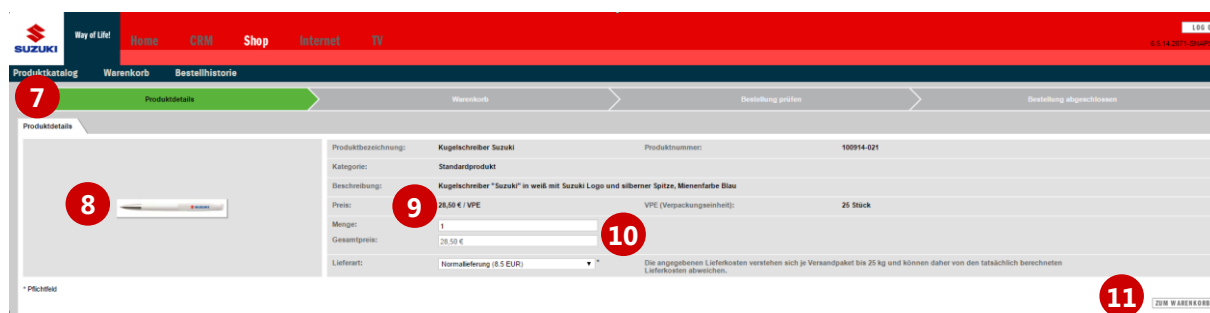 SUZUKI
Way of Life!
Home CRM Shop Internet TV
LOG
Produktkatalog Warenkorb Bestellhistorie
7
Produktdetails Warenkorb Bestellung prüfen Bestellung abgeschlossen
Produktdetails
Produktbezeichnung: Kugelschreiber Suzuki Produktnummer: 100914-021
Kategorie: Standardprodukt
Beschreibung: Kugelschreiber "Suzuki" in weiß mit Suzuki Logo und silberner Spitze, Mienenfarbe Blau
8
Preis: 9 28,50 € / VPE VPE (Verpackungseinheit): 25 Stück
Menge: 1
10
Gesamtpreis: 28,50 €
Lieferart: Normallieferung (8.5 EUR) * Die angegebenen Lieferkosten verstehen sich je Versandpaket bis 25 kg und können daher von den tatsächlich berechneten
Lieferkosten abweichen.
* Pflichtfeld
11
ZUM WARENKORB